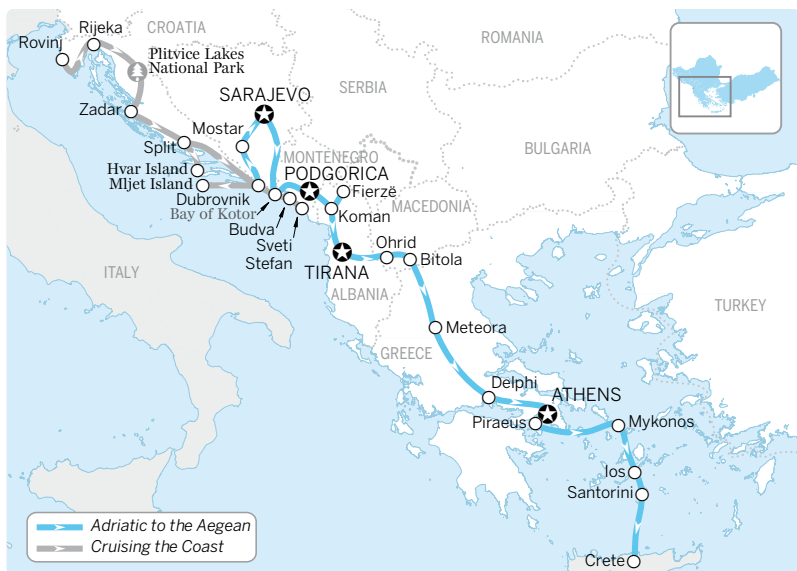 CROATIA
ROMANIA
Rijeka
Rovinj
Plitvice Lakes
National Park
SERBIA
SARAJEVO
Zadar
Mostar
Split
BULGARIA
MONTENEGRO
Hvar Island
PODGORICA
Mljet Island
Fierzë
Dubrovnik
MACEDONIA
Bay of Kotor
Koman
Budva
Sveti
Stefan
Ohrid
Bitola
TIRANA
ITALY
ALBANIA
TURKEY
Meteora
GREECE
Delphi
ATHENS
Piraeus
Mykonos
Ios
Santorini
Adriatic to the Aegean
Cruising the Coast
Crete